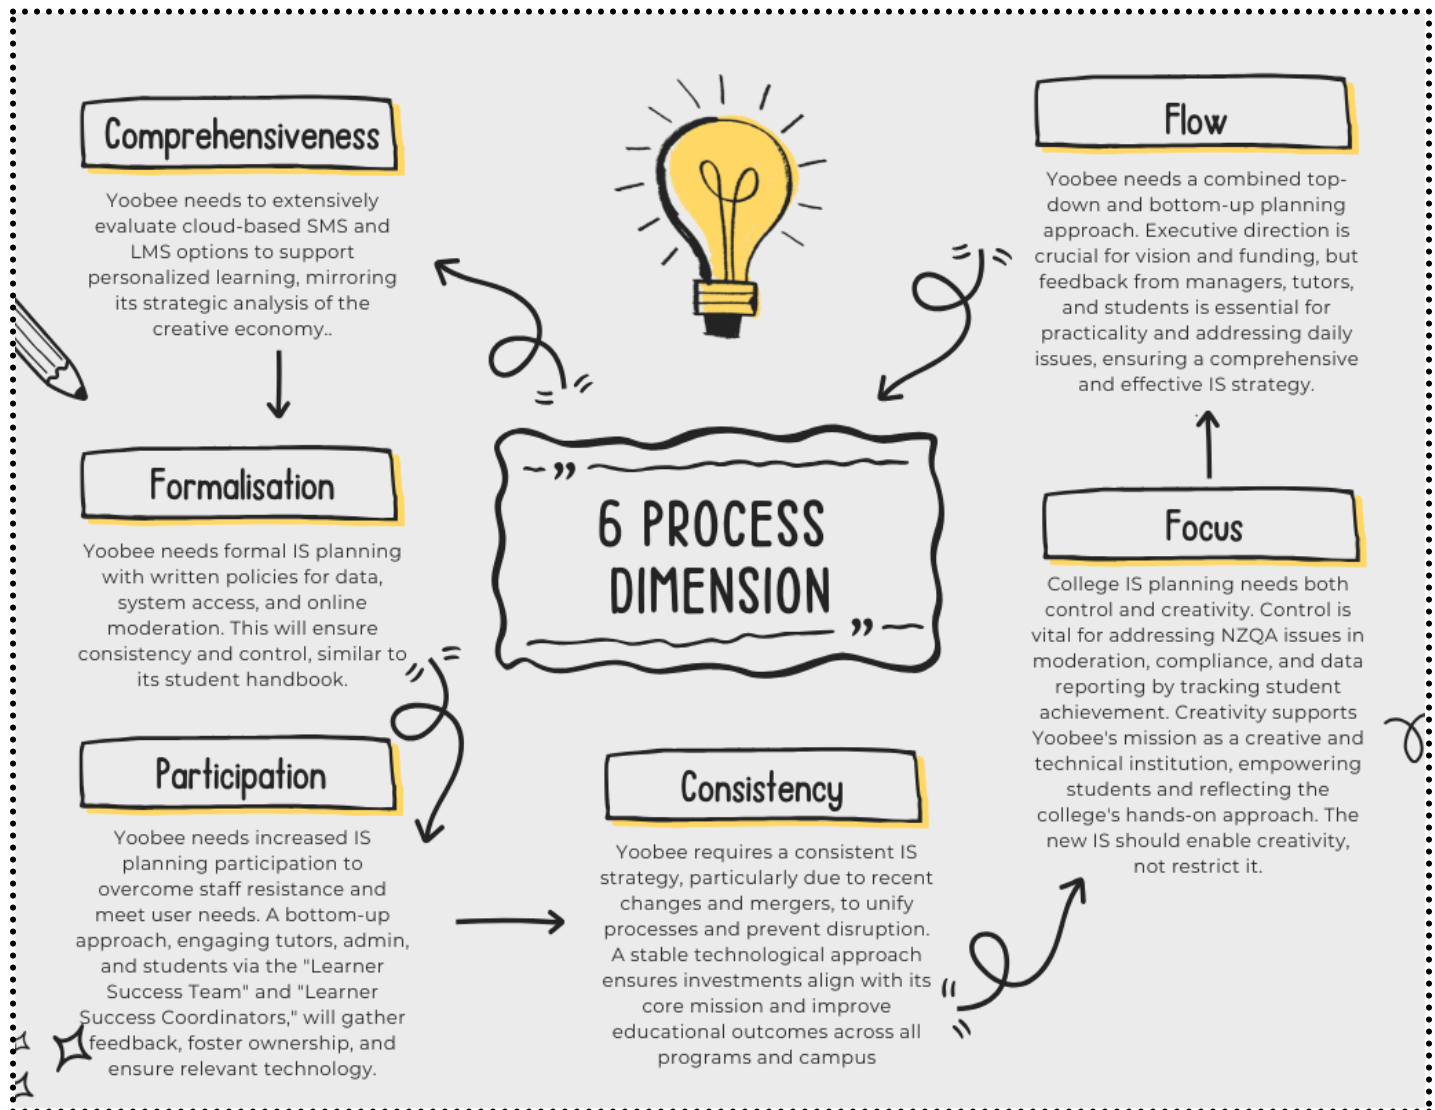 Comprehensiveness
Yoobee needs to extensively
evaluate cloud-based SMS and
LMS options to support
personalized learning, mirroring
its strategic analysis of the
creative economy..
Formalisation
Yoobee needs formal IS planning
with written policies for data,
system access, and online
moderation. This will ensure
consistency and control, similar to
its student handbook.
Participation
Yoobee needs increased IS
planning participation to
overcome staff resistance and
meet user needs. A bottom-up
approach, engaging tutors, admin,
and students via the "Learner
Success Team" and "Learner
Success Coordinators," will gather
feedback, foster ownership, and
ensure relevant technology.
6 PROCESS
DIMENSION
Consistency
Yoobee requires a consistent IS
strategy, particularly due to recent
changes and mergers, to unify
processes and prevent disruption.
A stable technological approach
ensures investments align with its
core mission and improve
educational outcomes across all
programs and campus
Flow
Yoobee needs a combined top-
down and bottom-up planning
approach. Executive direction is
crucial for vision and funding, but
feedback from managers, tutors,
and students is essential for
practicality and addressing daily
issues, ensuring a comprehensive
and effective IS strategy.
Focus
College IS planning needs both
control and creativity. Control is
vital for addressing NZQA issues in
moderation, compliance, and data
reporting by tracking student
achievement. Creativity supports
Yoobee's mission as a creative and
technical institution, empowering
students and reflecting the
college's hands-on approach. The
new IS should enable creativity,
not restrict it.